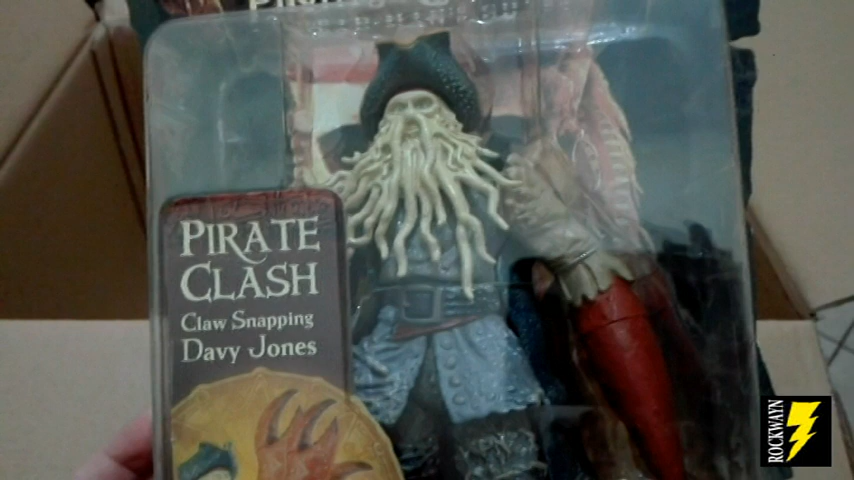 PIRATE
CLASH
Claw Snapping
Davy Jones
ROCKWAYN